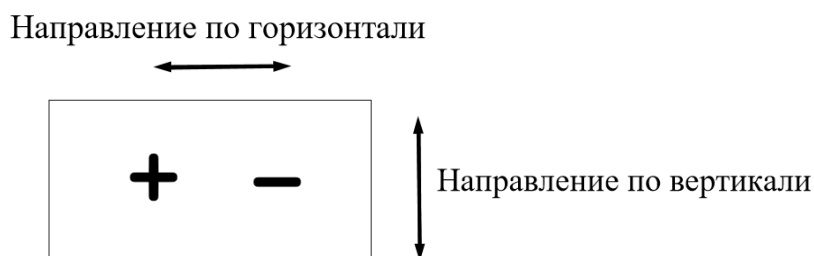 Направление по горизонтали
+ −
Направление по вертикали